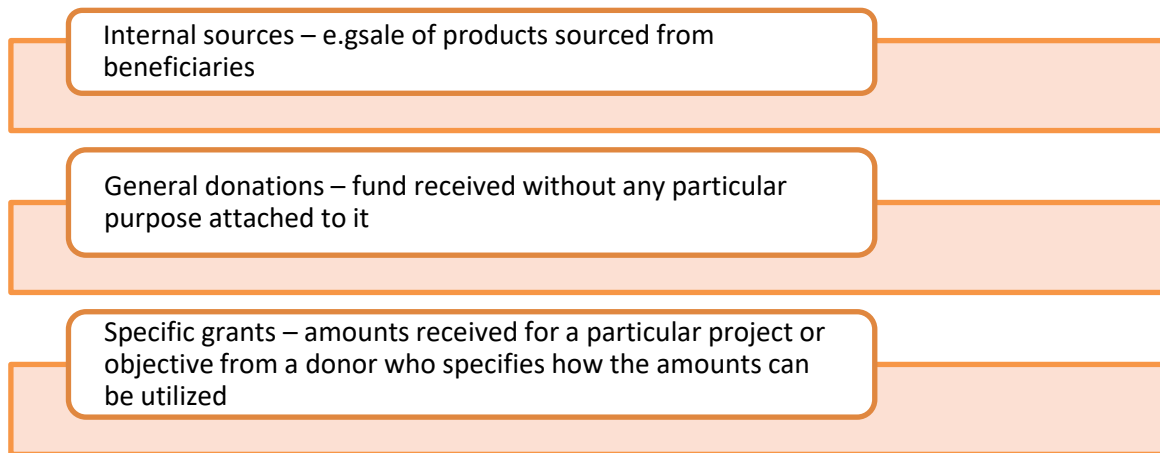 Internal sources – e.gsale of products sourced from
beneficiaries
General donations – fund received without any particular
purpose attached to it
Specific grants – amounts received for a particular project or
objective from a donor who specifies how the amounts can
be utilized